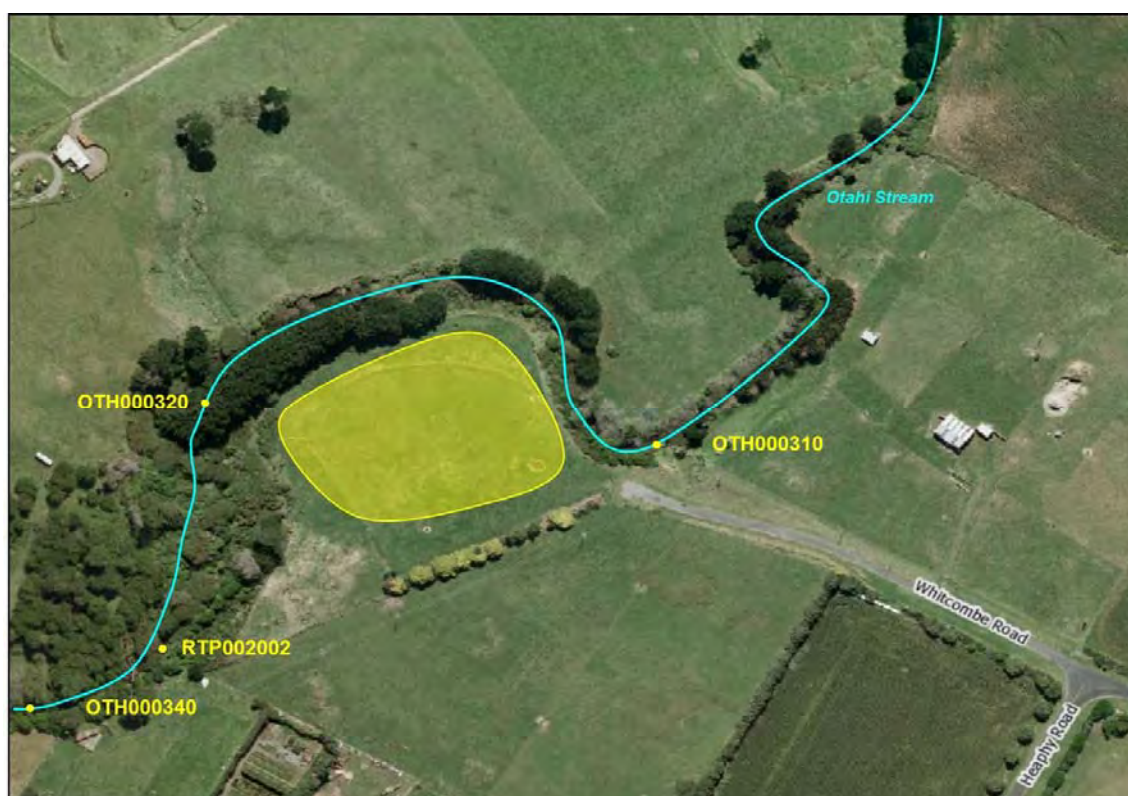 Otahi Stream
OTH000320
OTH000310
Whitcombe Road
RTP002002
OTH000340
Heaphy Road